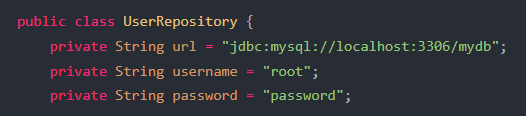 public class UserRepository {
private String url = "jdbc:mysql://localhost:3306/mydb";
private String username = "root";
private String password = "password";